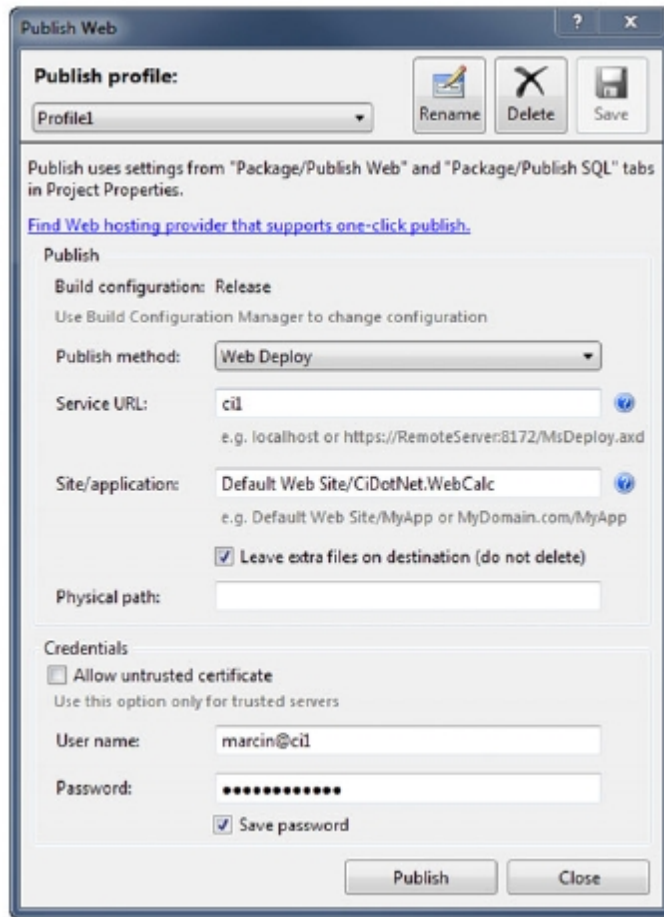 Publish Web
Publish profile:
Profile1
Rename
Delete
Save
Publish uses settings from "Package/Publish Web" and "Package/Publish SQL" tabs
in Project Properties.
Find Web hosting provider that supports one-click publish.
Publish
Build configuration: Release
Use Build Configuration Manager to change configuration
Publish method: Web Deploy
Service URL: ci1
e.g. localhost or https://RemoteServer:8172/MsDeploy.axd
Site/application: Default Web Site/CiDotNet.WebCalc
e.g. Default Web Site/MyApp or MyDomain.com/MyApp
Leave extra files on destination (do not delete)
Physical path:
Credentials
Allow untrusted certificate
Use this option only for trusted servers
User name: marcin@ci1
Password: ●●●●●●●●●●●●
Save password
Publish
Close